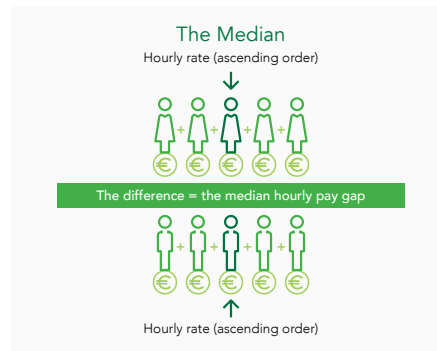 The Median
Hourly rate (ascending order)
+ + + +
€ € € € €
The difference = the median hourly pay gap
+ + + +
€ € € € €
Hourly rate (ascending order)